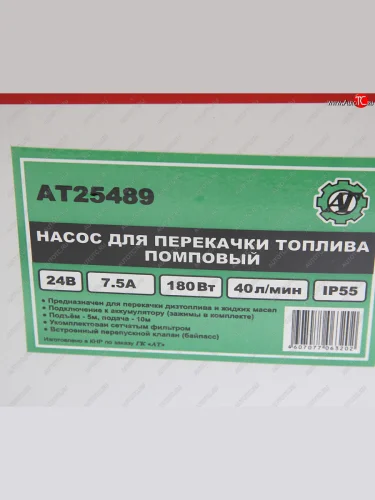 AT25489
AT
НАСОС ДЛЯ ПЕРЕКАЧКИ ТОПЛИВА
ПОМПОВЫЙ
24В 7.5А 180Вт 40л/мин IP55
• Предназначен для перекачки дизтоплива и жидких масел
• Подключение к аккумулятору (зажимы в комплекте)
• Подъём - 5м, подача - 10м
• Укомплектован сетчатым фильтром
• Встроенный перепускной клапан (байпасс)
Изготовлено в КНР по заказу ГК «АТ»
4607077063202